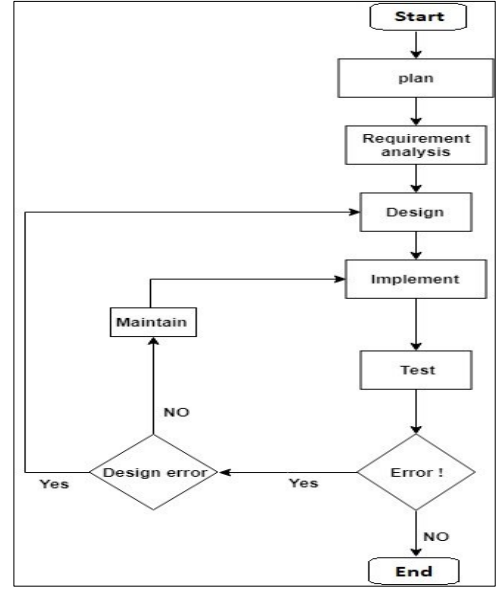 Start
plan
Requirement
analysis
Design
Implement
Maintain
Test
NO
Design error
Error !
Yes
Yes
NO
End